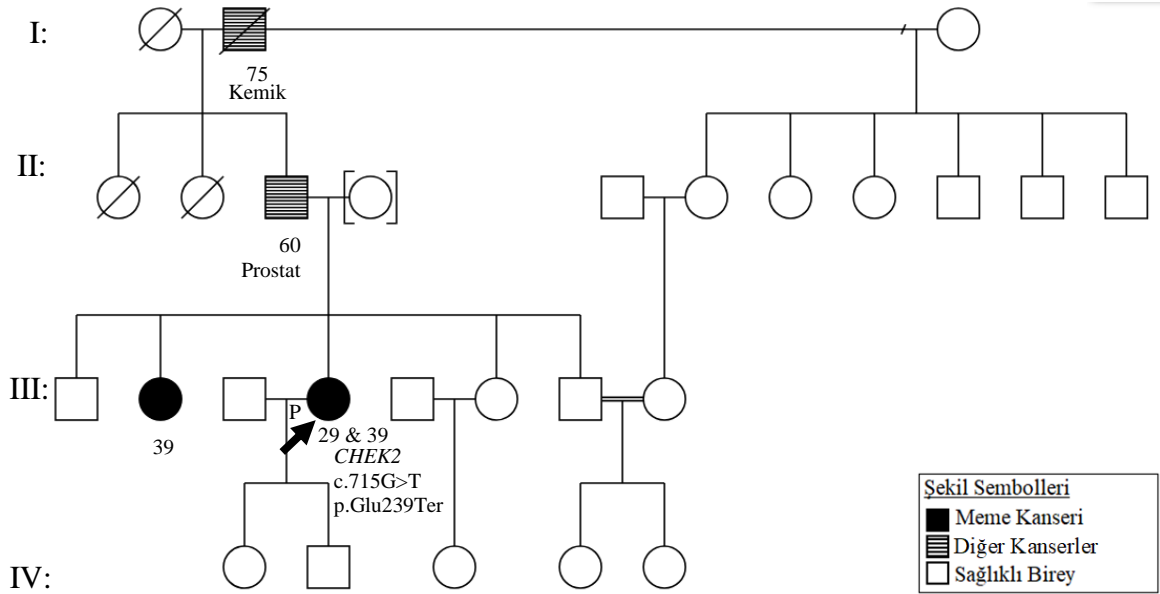 I:
75
Kemik
II:
60
Prostat
III:
P
39
29 & 39
CHEK2
c.715G>T
p.Glu239Ter
IV:
Şekil Sembolleri
Meme Kanseri
Diğer Kanserler
Sağlıklı Birey